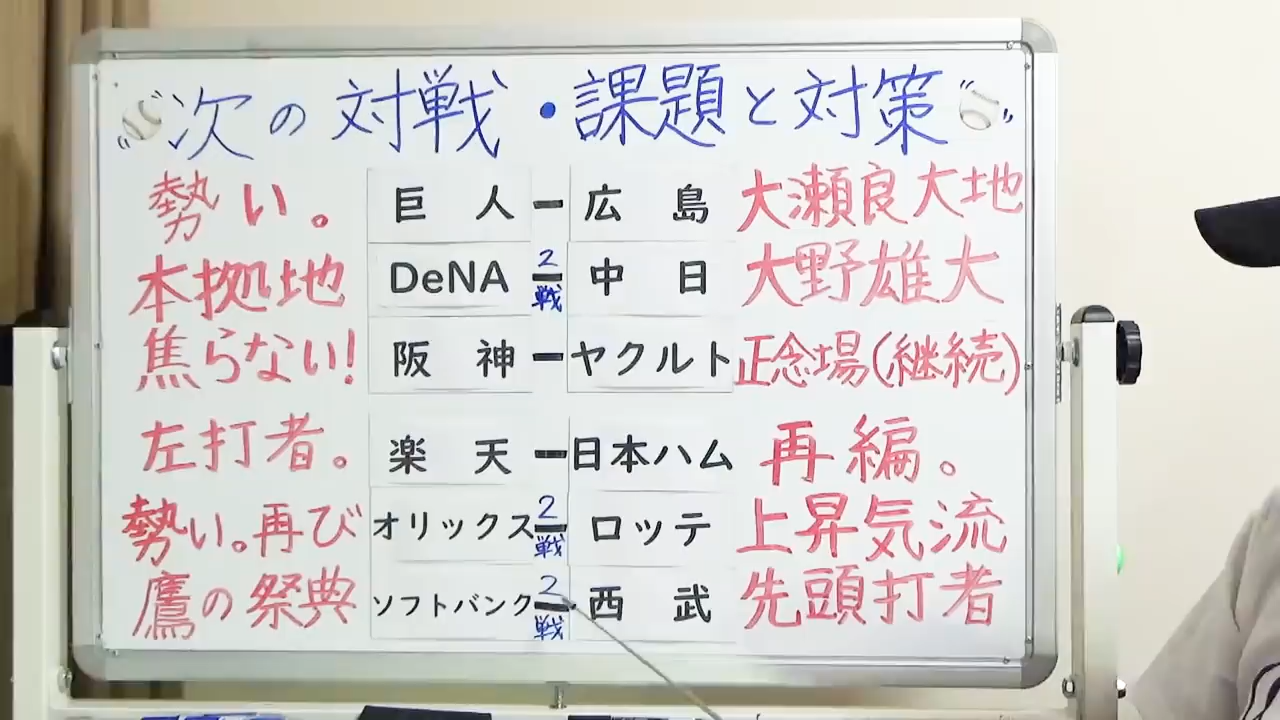 次の対戦・課題と対策
勢い。 巨人ー広島 大瀬良大地
本拠地 DeNA 2戦ー 中日 大野雄大
焦らない! 阪神ーヤクルト 正念場(継続)
左打者。 楽天ー日本ハム 再編。
勢い。再び オリックス 2戦ー ロッテ 上昇気流
鷹の祭典 ソフトバンク 2戦ー 西武 先頭打者